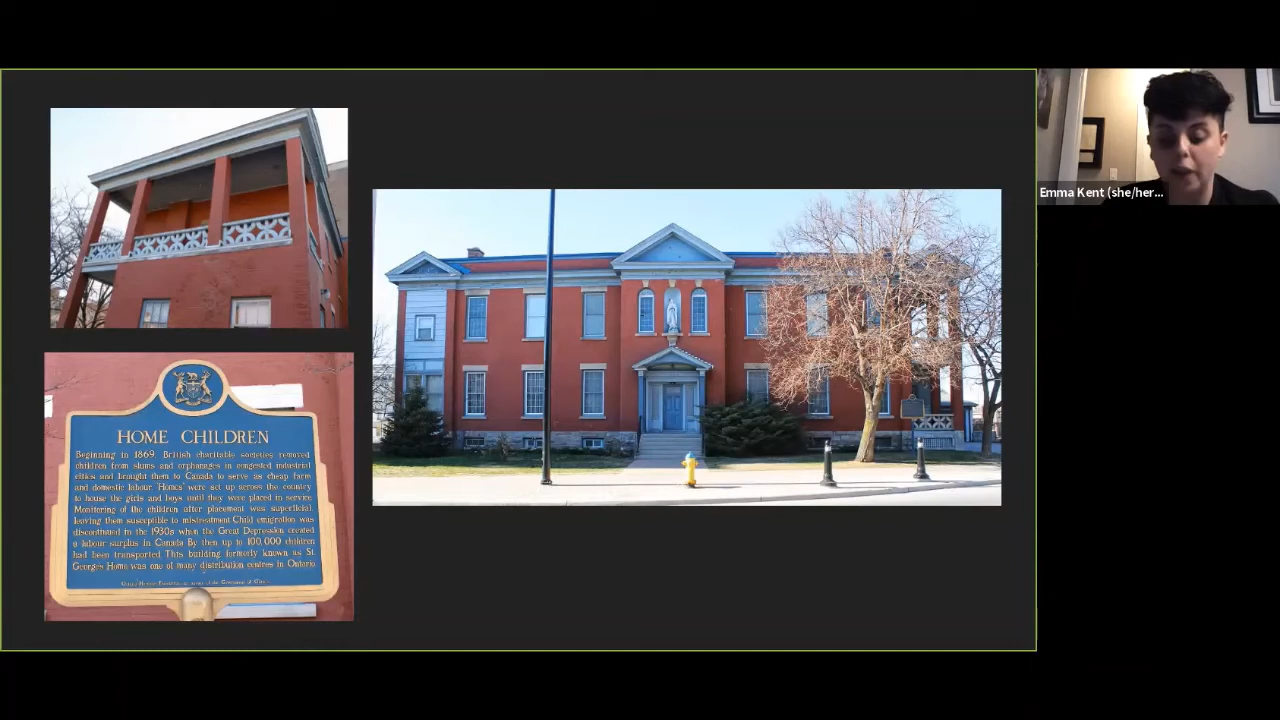 HOME CHILDREN
Beginning in 1869, British charitable societies removed
children from slums and orphanages in congested industrial
cities and brought them to Canada to serve as cheap farm
and domestic labour. 'Homes' were set up across the country
to house the girls and boys until they were placed in service.
Monitoring of the children after placement was superficial,
leaving them susceptible to mistreatment. Child emigration was
discontinued in the 1930s when the Great Depression created
a labour surplus in Canada. By then up to 100,000 children
had been transported. This building, formerly known as St.
George's Home was one of many distribution centres in Ontario
Emma Kent (she/her...